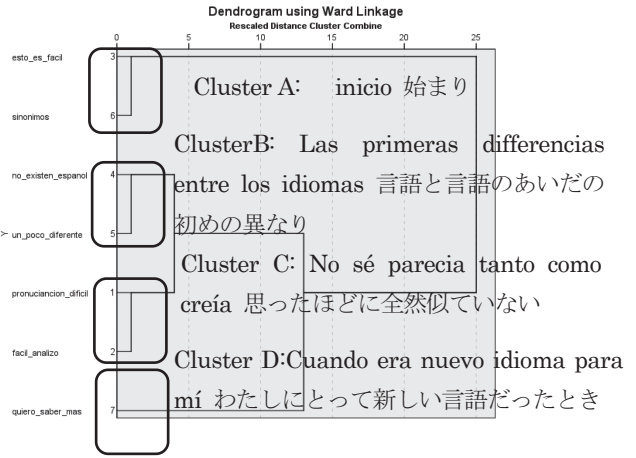 Dendrogram using Ward Linkage
Rescaled Distance Cluster Combine
0 5 10 15 20 25
esto_es_facil 3
sinonimos 6
no_existen_espanol 4
un_poco_diferente 5
pronunciancion_dificil 1
facil_analizo 2
quiero_saber_mas 7
Y
Cluster A: inicio 始まり
ClusterB: Las primeras differencias
entre los idiomas 言語と言語のあいだの
初めの異なり
Cluster C: No sé parecia tanto como
creía 思ったほどに全然似ていない
Cluster D:Cuando era nuevo idioma para
mí わたしにとって新しい言語だったとき